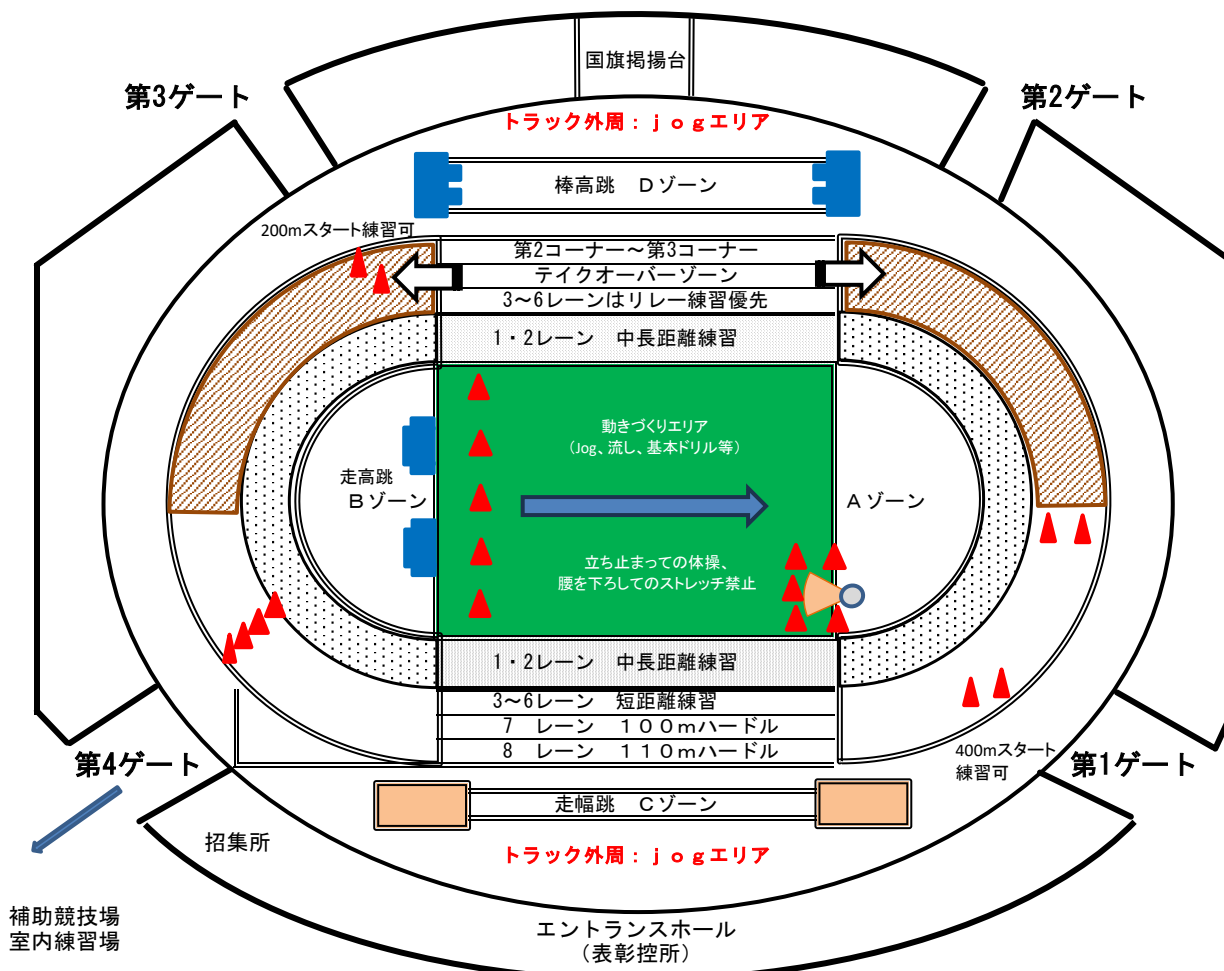 国旗掲揚台
第3ゲート
第2ゲート
トラック外周：ｊｏｇエリア
棒高跳　Ｄゾーン
200mスタート練習可
第2コーナー～第3コーナー
テイクオーバーゾーン
3～6レーンはリレー練習優先
1・2レーン　中長距離練習
動きづくりエリア
（Jog、流し、基本ドリル等）
走高跳
Ｂゾーン
Ａゾーン
立ち止まっての体操、
腰を下ろしてのストレッチ禁止
1・2レーン　中長距離練習
3～6レーン　短距離練習
7　レーン　１００ｍハードル
8　レーン　１１０ｍハードル
400mスタート
練習可
第4ゲート
第1ゲート
走幅跳　Ｃゾーン
招集所
トラック外周：ｊｏｇエリア
補助競技場
室内練習場
エントランスホール
（表彰控所）